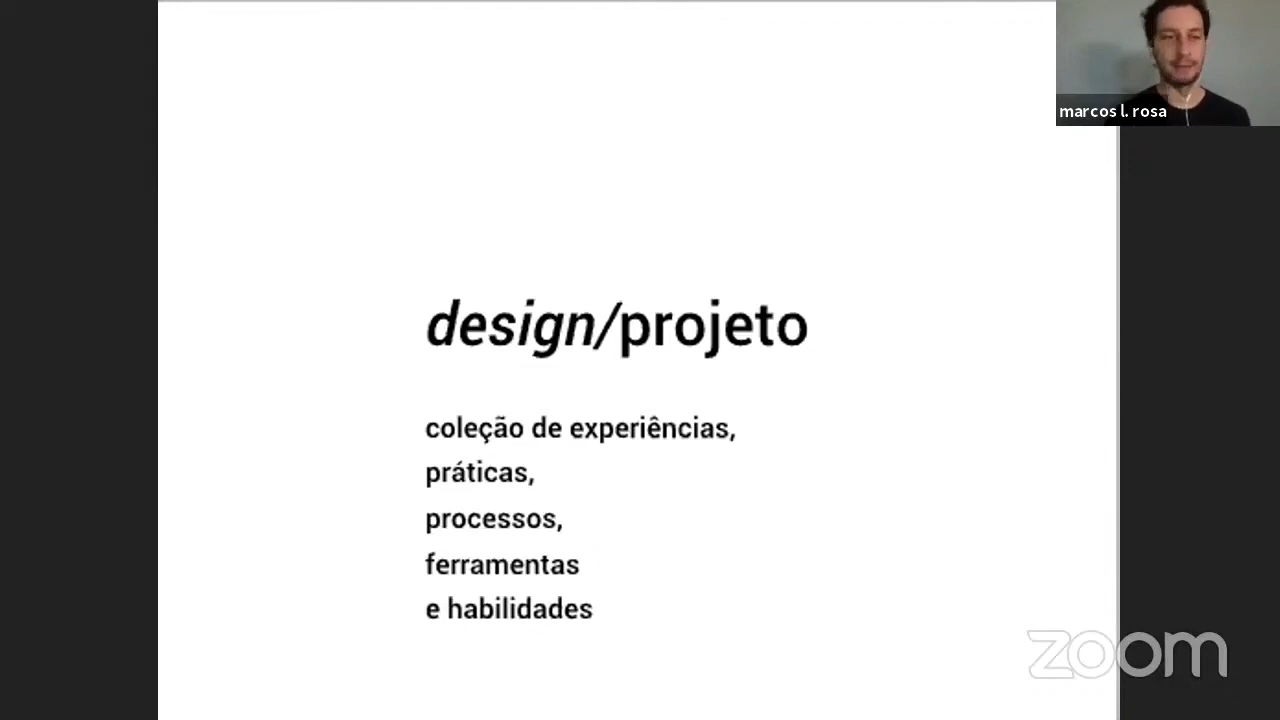 marcos l. rosa
design/projeto
coleção de experiências,
práticas,
processos,
ferramentas
e habilidades
zoom